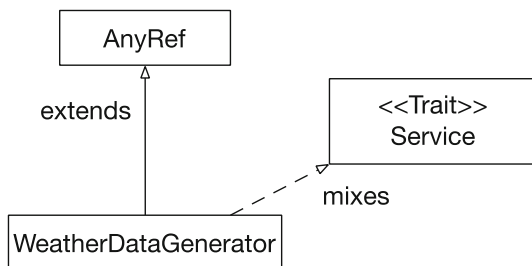 AnyRef
extends
<<Trait>>
Service
mixes
WeatherDataGenerator